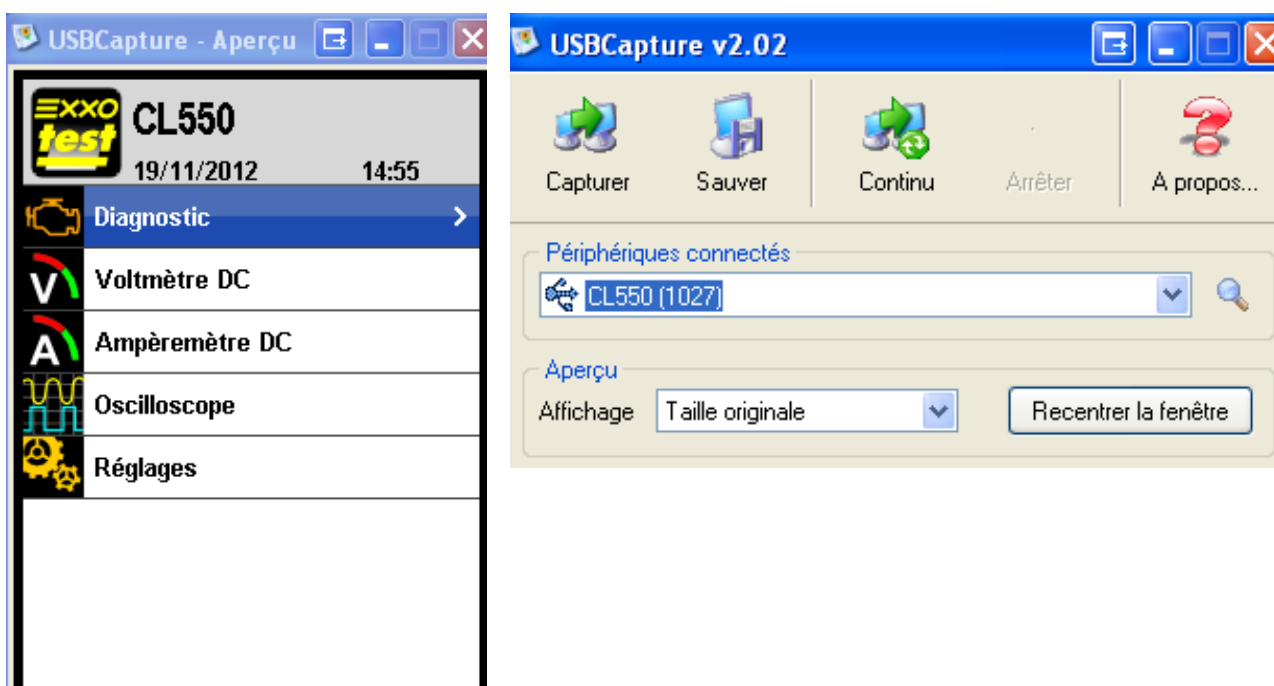 USBCapture - Aperçu
EXXO
test
CL550
19/11/2012 14:55
Diagnostic
V
Voltmètre DC
A
Ampèremètre DC
Oscilloscope
Réglages
USBCapture v2.02
Capturer Sauver Continu Arrêter A propos...
Périphériques connectés
CL550 (1027)
Aperçu
Affichage Taille originale Recentrer la fenêtre